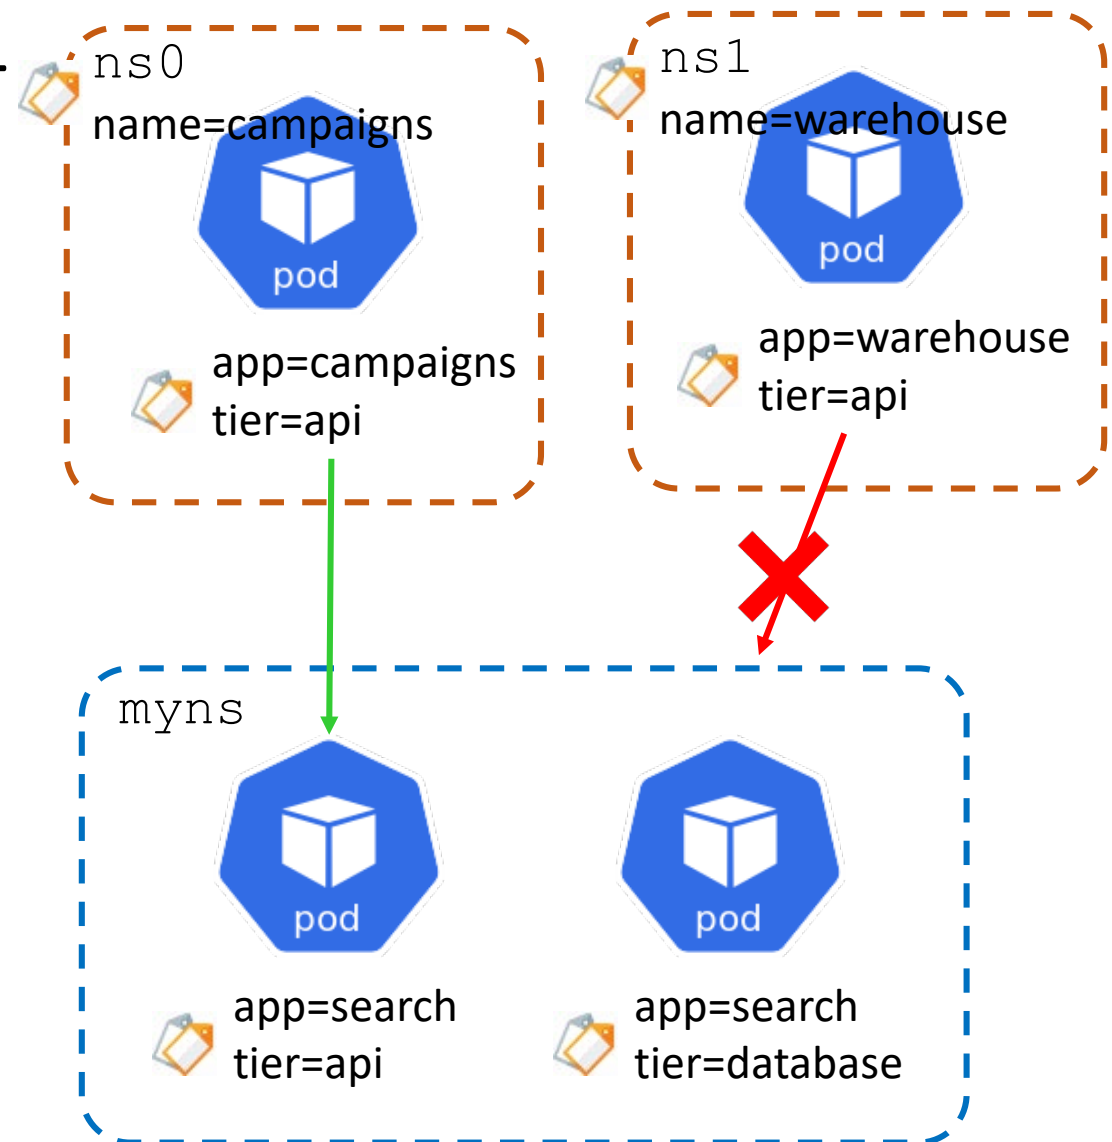 ns0
name=campaigns
pod
app=campaigns
tier=api
ns1
name=warehouse
pod
app=warehouse
tier=api
myns
pod
app=search
tier=api
pod
app=search
tier=database